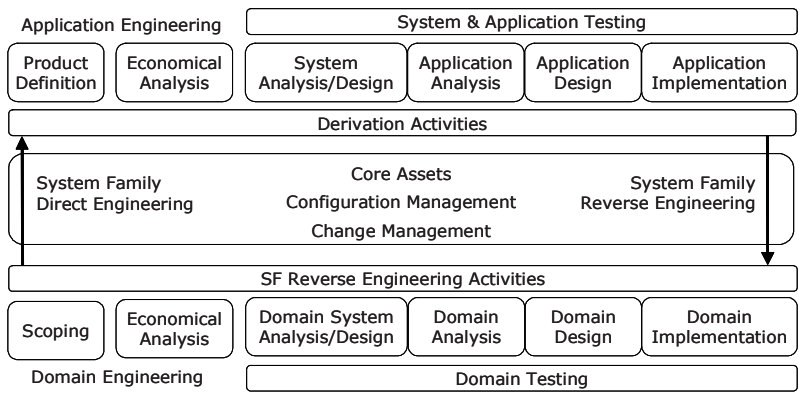 Application Engineering
System & Application Testing
Product
Definition
Economical
Analysis
System
Analysis/Design
Application
Analysis
Application
Design
Application
Implementation
Derivation Activities
System Family
Direct Engineering
Core Assets
Configuration Management
Change Management
System Family
Reverse Engineering
SF Reverse Engineering Activities
Scoping
Economical
Analysis
Domain System
Analysis/Design
Domain
Analysis
Domain
Design
Domain
Implementation
Domain Engineering
Domain Testing